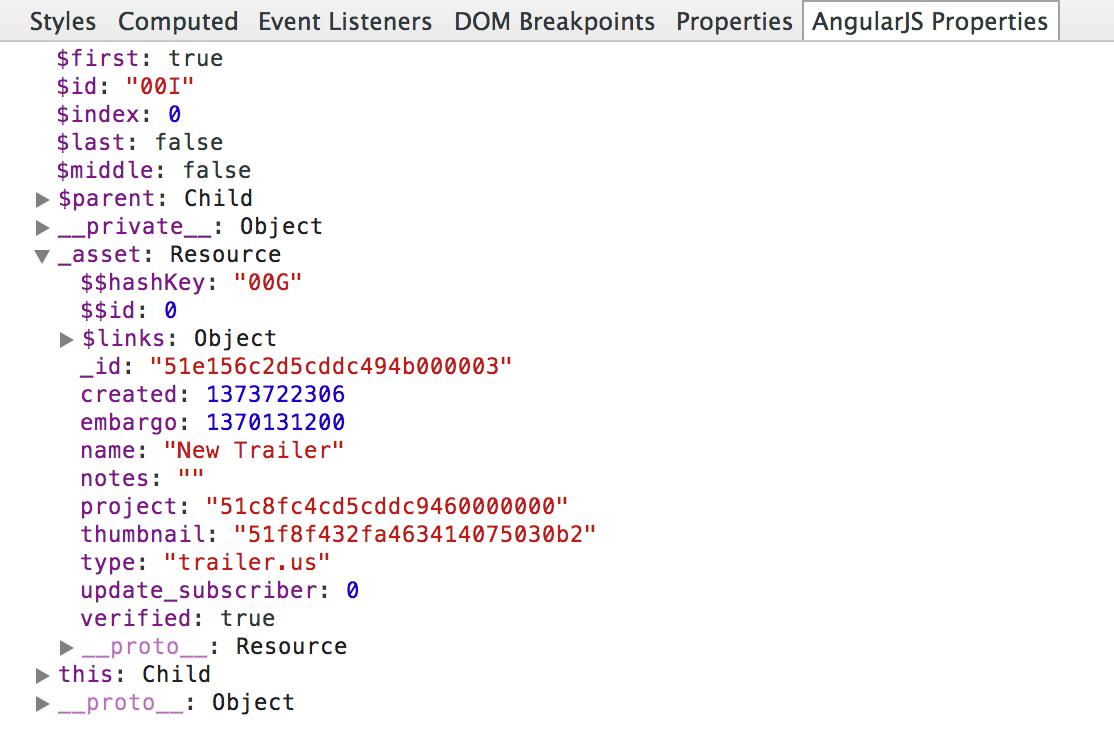 Styles Computed Event Listeners DOM Breakpoints Properties AngularJS Properties
$first: true
$id: "00I"
$index: 0
$last: false
$middle: false
$parent: Child
__private__: Object
_asset: Resource
$$hashKey: "00G"
$$id: 0
$links: Object
_id: "51e156c2d5cddc494b000003"
created: 1373722306
embargo: 1370131200
name: "New Trailer"
notes: ""
project: "51c8fc4cd5cddc9460000000"
thumbnail: "51f8f432fa463414075030b2"
type: "trailer.us"
update_subscriber: 0
verified: true
__proto__: Resource
this: Child
__proto__: Object